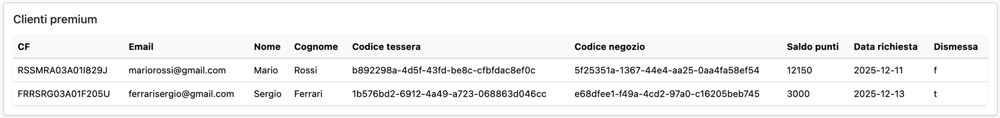 Clienti premium
CF Email Nome Cognome Codice tessera Codice negozio Saldo punti Data richiesta Dismessa
RSSMRA03A01I829J mariorossi@gmail.com Mario Rossi b892298a-4d5f-43fd-be8c-cfbfdac8ef0c 5f25351a-1367-44e4-aa25-0aa4fa58ef54 12150 2025-12-11 f
FRRSRG03A01F205U ferrarisergio@gmail.com Sergio Ferrari 1b576bd2-6912-4a49-a723-068863d046cc e68dfee1-f49a-4cd2-97a0-c16205beb745 3000 2025-12-13 t